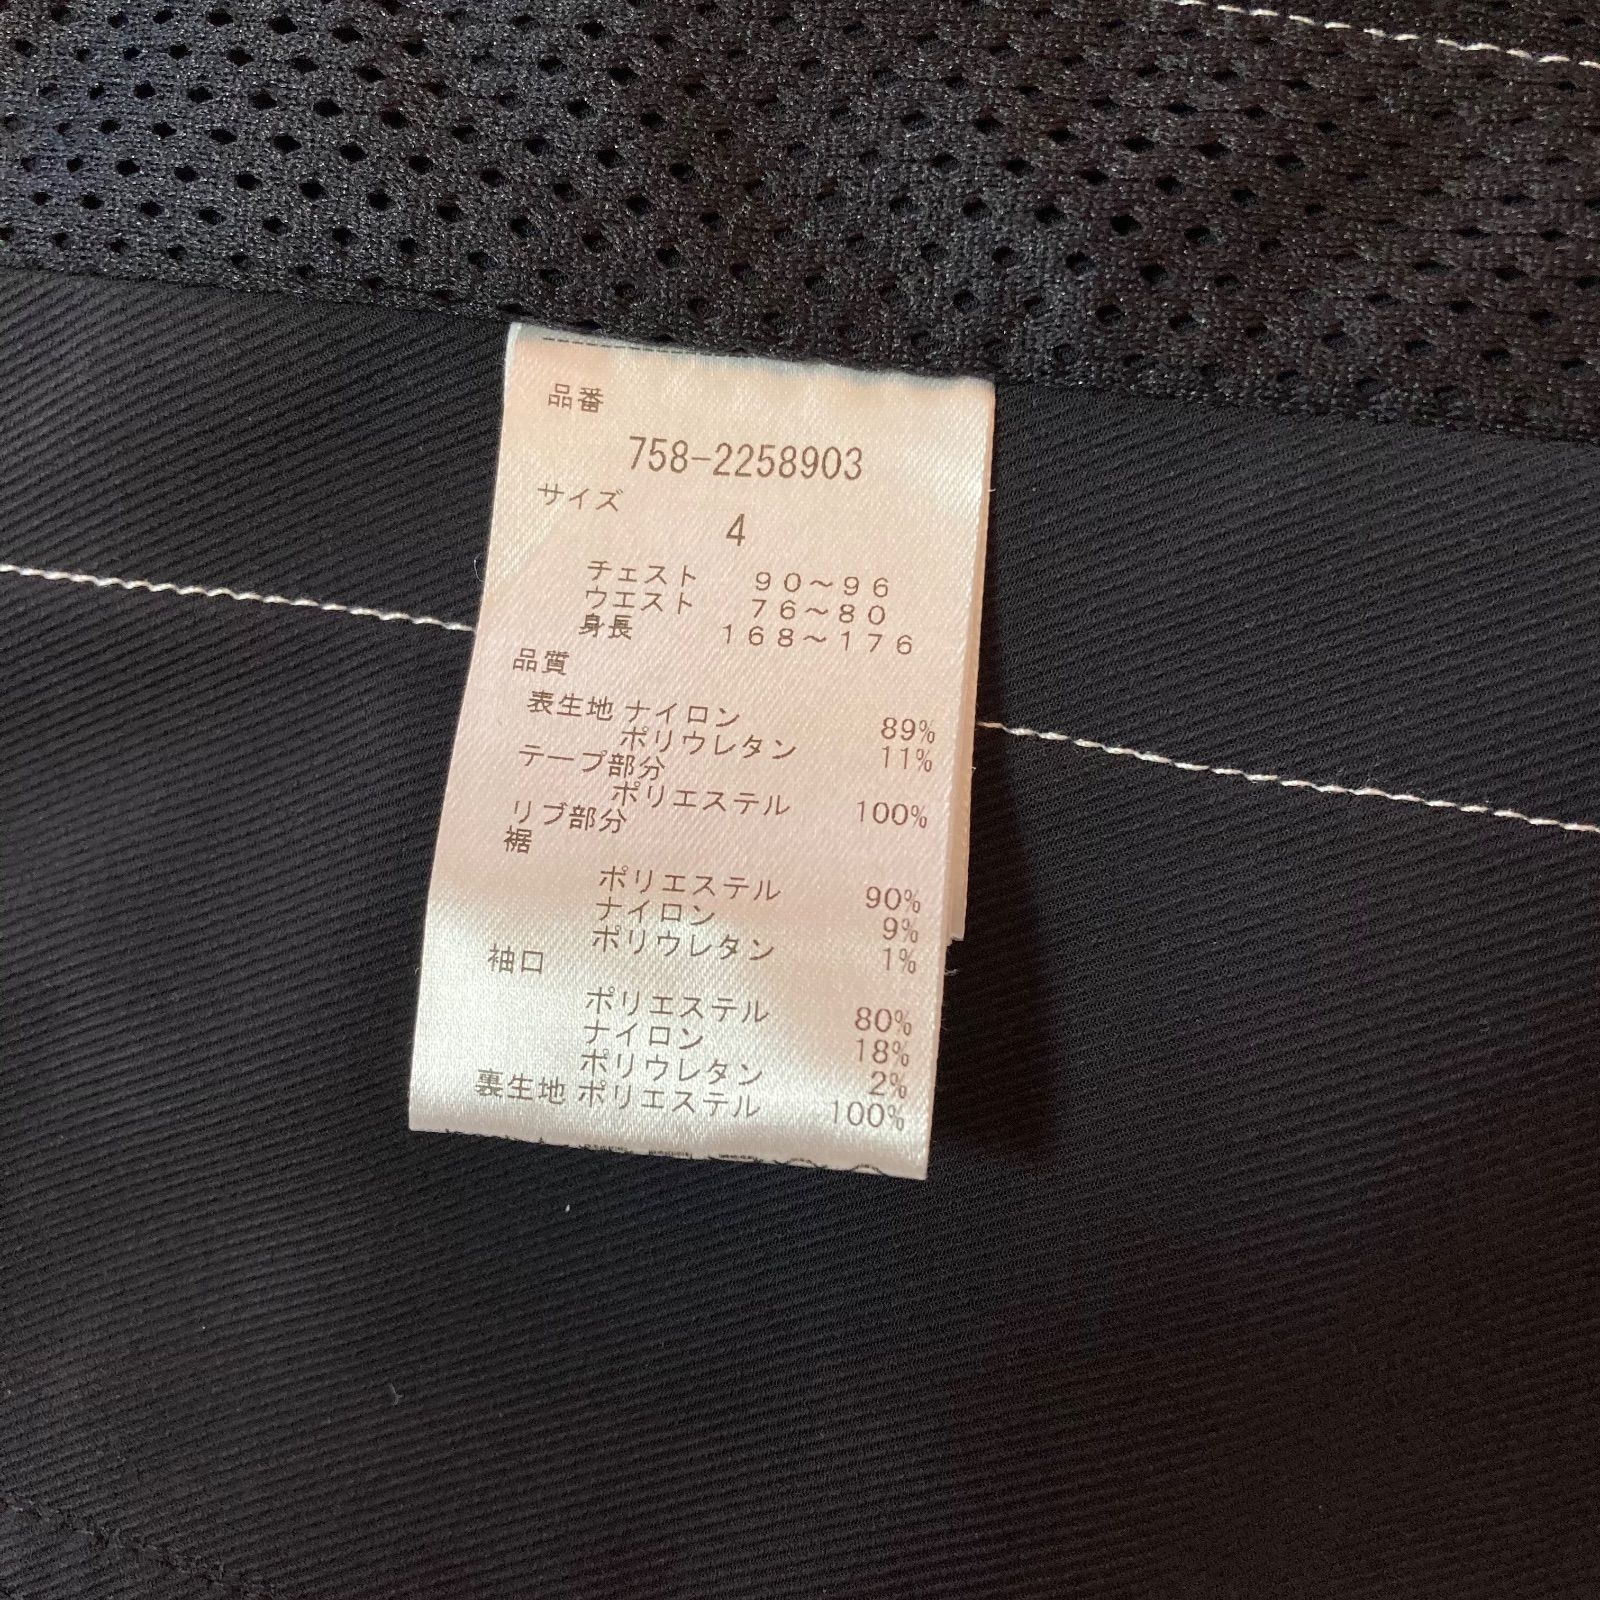 品番
758-2258903
サイズ
4
チェスト 90～96
ウエスト 76～80
身長 168～176
品質
表生地 ナイロン 89%
ポリウレタン 11%
テープ部分
ポリエステル 100%
リブ部分
裾
ポリエステル 90%
ナイロン 9%
ポリウレタン 1%
袖口
ポリエステル 80%
ナイロン 18%
ポリウレタン 2%
裏生地 ポリエステル 100%